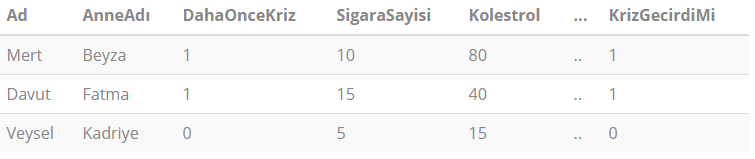 Ad AnneAdı DahaOnceKriz SigaraSayisi Kolestrol ... KrizGecirdiMi
Mert Beyza 1 10 80 .. 1
Davut Fatma 1 15 40 .. 1
Veysel Kadriye 0 5 15 .. 0